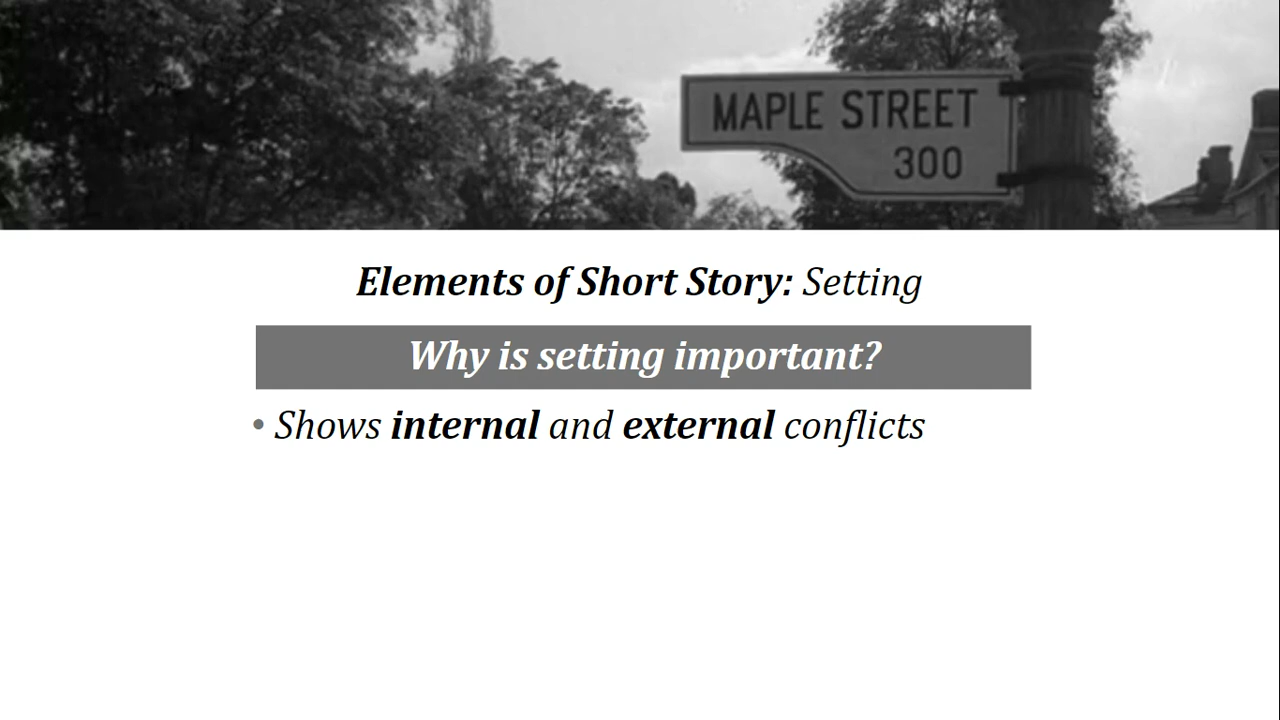 MAPLE STREET
300
Elements of Short Story: Setting
Why is setting important?
• Shows internal and external conflicts